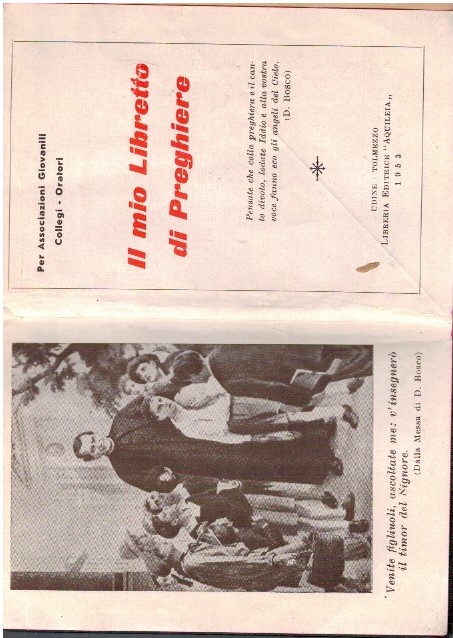 Per Associazioni Giovanili
Collegi - Oratori
Il mio Libretto
di Preghiere
Pensate che colla preghiera e il can-
to divoto, lodate Iddio e alla vostra
voce fanno eco gli angeli del Cielo.
(D. BOSCO)
UDINE - TOLMEZZO
LIBRERIA EDITRICE "AQUILEIA"
1953
"Venite figliuoli, ascoltate me: v'insegnerò
il timor del Signore.
(Dalla Messa di D. Bosco)